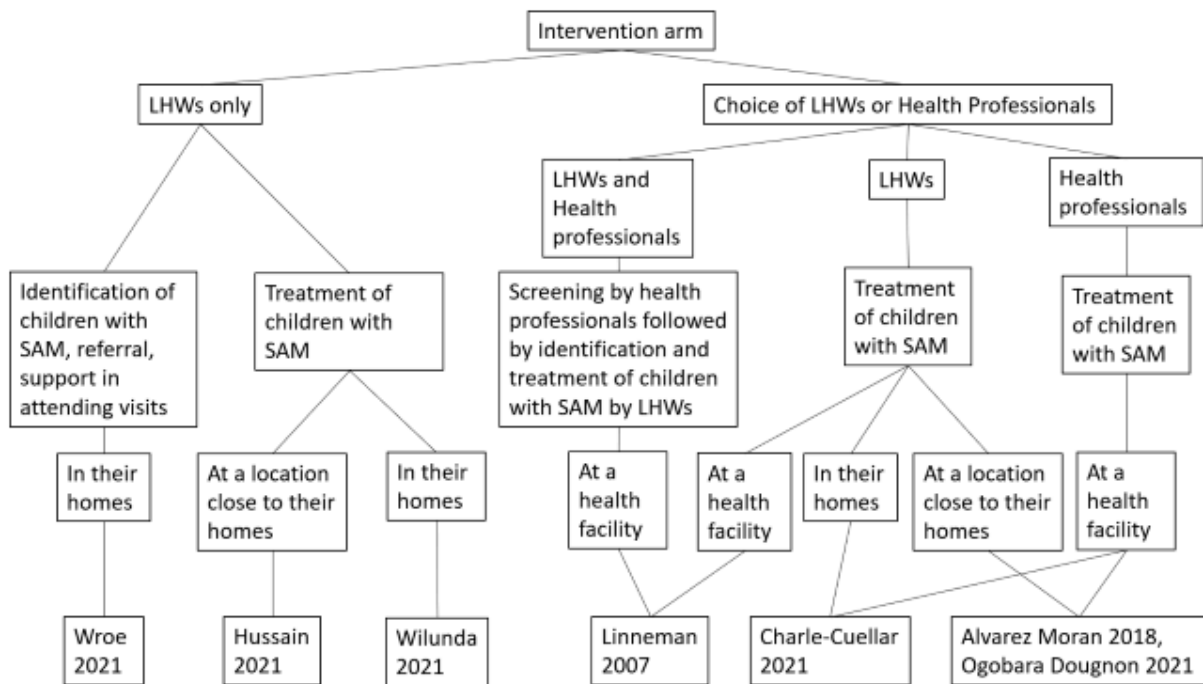 Intervention arm
LHWs only
Choice of LHWs or Health Professionals
LHWs and
Health
professionals
LHWs
Health
professionals
Identification of
children with
SAM, referral,
support in
attending visits
Treatment of
children with
SAM
Screening by health
professionals followed
by identification and
treatment of children
with SAM by LHWs
Treatment
of children
with SAM
Treatment
of children
with SAM
In their
homes
At a location
close to their
homes
In their
homes
At a
health
facility
At a
health
facility
In their
homes
At a location
close to their
homes
At a
health
facility
Wroe
2021
Hussain
2021
Wilunda
2021
Linneman
2007
Charle-Cuellar
2021
Alvarez Moran 2018,
Ogobara Dougnon 2021